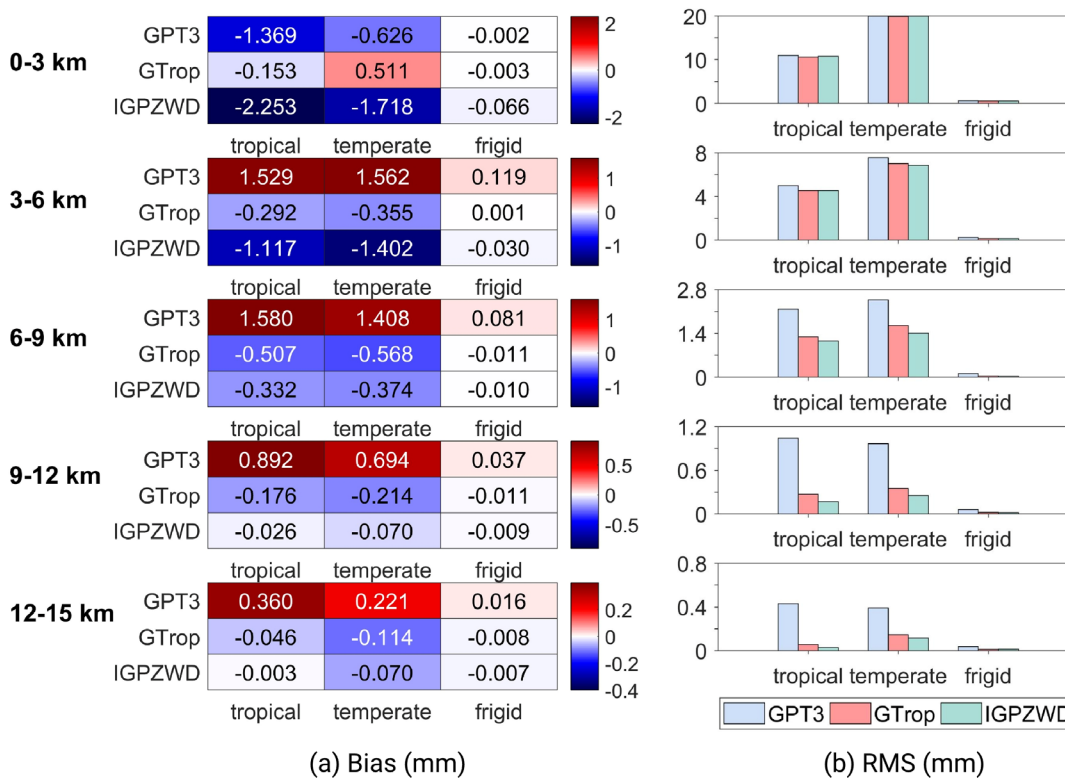 0-3 km
GPT3 -1.369 -0.626 -0.002
GTrop -0.153 0.511 -0.003
IGPZWD -2.253 -1.718 -0.066
tropical temperate frigid
2
0
-2
20
10
0
tropical temperate frigid
3-6 km
GPT3 1.529 1.562 0.119
GTrop -0.292 -0.355 0.001
IGPZWD -1.117 -1.402 -0.030
tropical temperate frigid
1
0
-1
8
4
0
tropical temperate frigid
6-9 km
GPT3 1.580 1.408 0.081
GTrop -0.507 -0.568 -0.011
IGPZWD -0.332 -0.374 -0.010
tropical temperate frigid
1
0
-1
2.8
1.4
0
tropical temperate frigid
9-12 km
GPT3 0.892 0.694 0.037
GTrop -0.176 -0.214 -0.011
IGPZWD -0.026 -0.070 -0.009
tropical temperate frigid
0.5
0
-0.5
1.2
0.6
0
tropical temperate frigid
12-15 km
GPT3 0.360 0.221 0.016
GTrop -0.046 -0.114 -0.008
IGPZWD -0.003 -0.070 -0.007
tropical temperate frigid
0.2
0
-0.2
-0.4
0.8
0.4
0
tropical temperate frigid
GPT3 GTrop IGPZWD
(a) Bias (mm)
(b) RMS (mm)